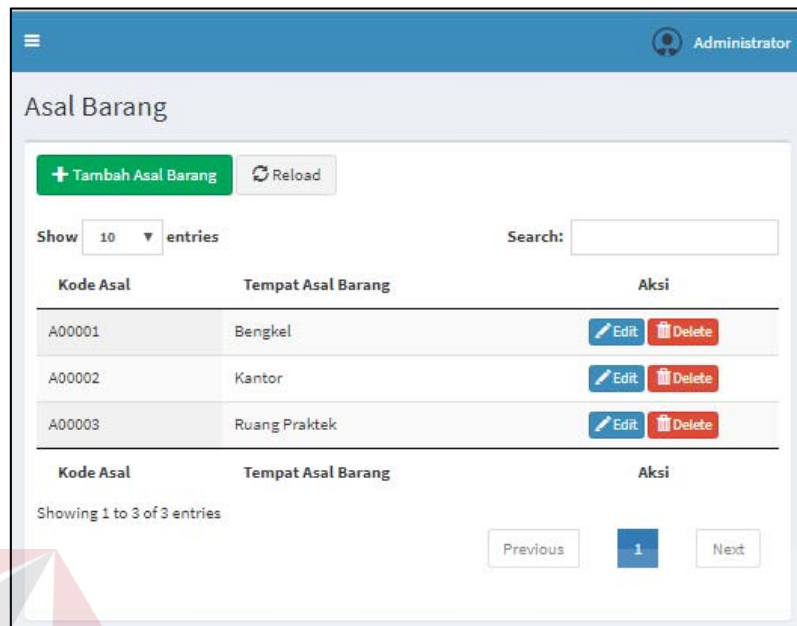 Administrator
Asal Barang
Tambah Asal Barang Reload
Show 10 entries Search:
Kode Asal Tempat Asal Barang Aksi
A00001 Bengkel Edit Delete
A00002 Kantor Edit Delete
A00003 Ruang Praktek Edit Delete
Kode Asal Tempat Asal Barang Aksi
Showing 1 to 3 of 3 entries
Previous 1 Next